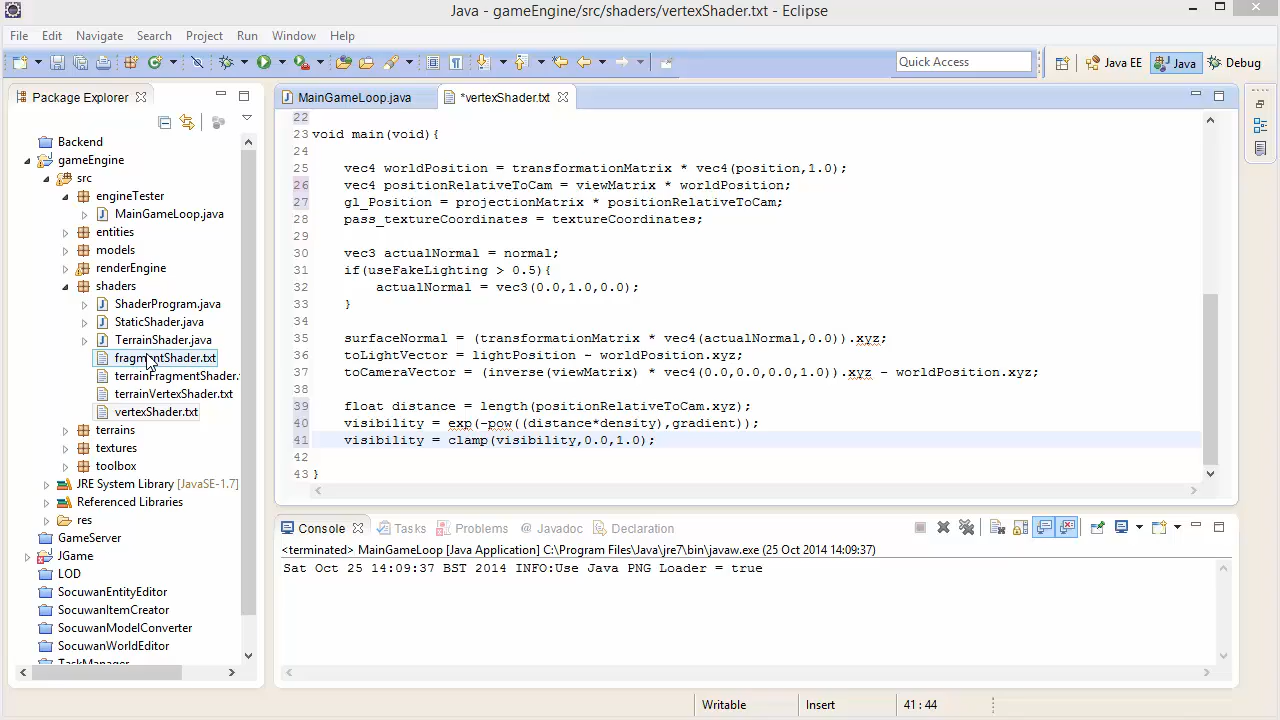 Java - gameEngine/src/shaders/vertexShader.txt - Eclipse
File Edit Navigate Search Project Run Window Help
Quick Access
Java EE
Java
Debug
Package Explorer
MainGameLoop.java
*vertexShader.txt
Backend
gameEngine
src
engineTester
MainGameLoop.java
entities
models
renderEngine
shaders
ShaderProgram.java
StaticShader.java
TerrainShader.java
fragmentShader.txt
terrainFragmentShader.
terrainVertexShader.txt
vertexShader.txt
terrains
textures
toolbox
JRE System Library [JavaSE-1.7]
Referenced Libraries
res
GameServer
JGame
LOD
SocuwanEntityEditor
SocuwanItemCreator
SocuwanModelConverter
SocuwanWorldEditor
TaskManager
22
23 void main(void){
24
25 vec4 worldPosition = transformationMatrix * vec4(position,1.0);
26 vec4 positionRelativeToCam = viewMatrix * worldPosition;
27 gl_Position = projectionMatrix * positionRelativeToCam;
28 pass_textureCoordinates = textureCoordinates;
29
30 vec3 actualNormal = normal;
31 if(useFakeLighting > 0.5){
32 actualNormal = vec3(0.0,1.0,0.0);
33 }
34
35 surfaceNormal = (transformationMatrix * vec4(actualNormal,0.0)).xyz;
36 toLightVector = lightPosition - worldPosition.xyz;
37 toCameraVector = (inverse(viewMatrix) * vec4(0.0,0.0,0.0,1.0)).xyz - worldPosition.xyz;
38
39 float distance = length(positionRelativeToCam.xyz);
40 visibility = exp(-pow((distance*density),gradient));
41 visibility = clamp(visibility,0.0,1.0);
42
43 }
Console Tasks Problems @ Javadoc Declaration
<terminated> MainGameLoop [Java Application] C:\Program Files\Java\jre7\bin\javaw.exe (25 Oct 2014 14:09:37)
Sat Oct 25 14:09:37 BST 2014 INFO:Use Java PNG Loader = true
Writable Insert 41 : 44